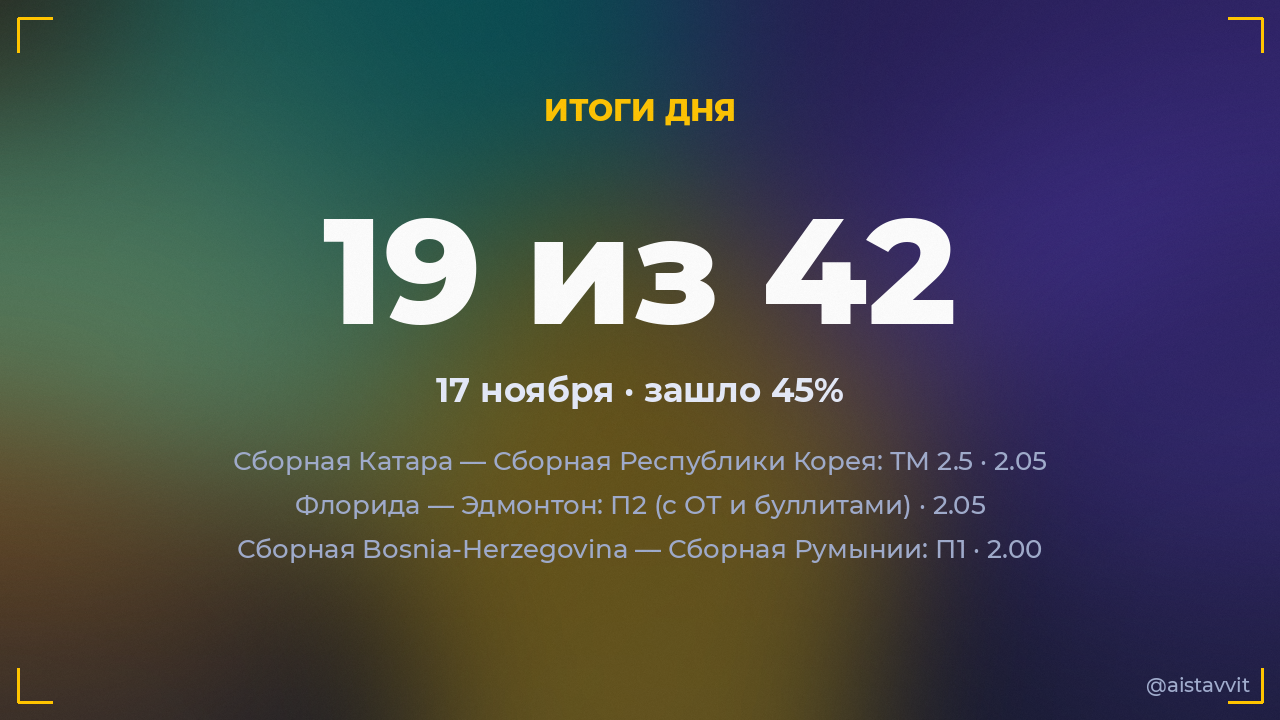 ИТОГИ ДНЯ
19 из 42
17 ноября · зашло 45%
Сборная Катара — Сборная Республики Корея: ТМ 2.5 · 2.05
Флорида — Эдмонтон: П2 (с ОТ и буллитами) · 2.05
Сборная Bosnia-Herzegovina — Сборная Румынии: П1 · 2.00
@aistavvit